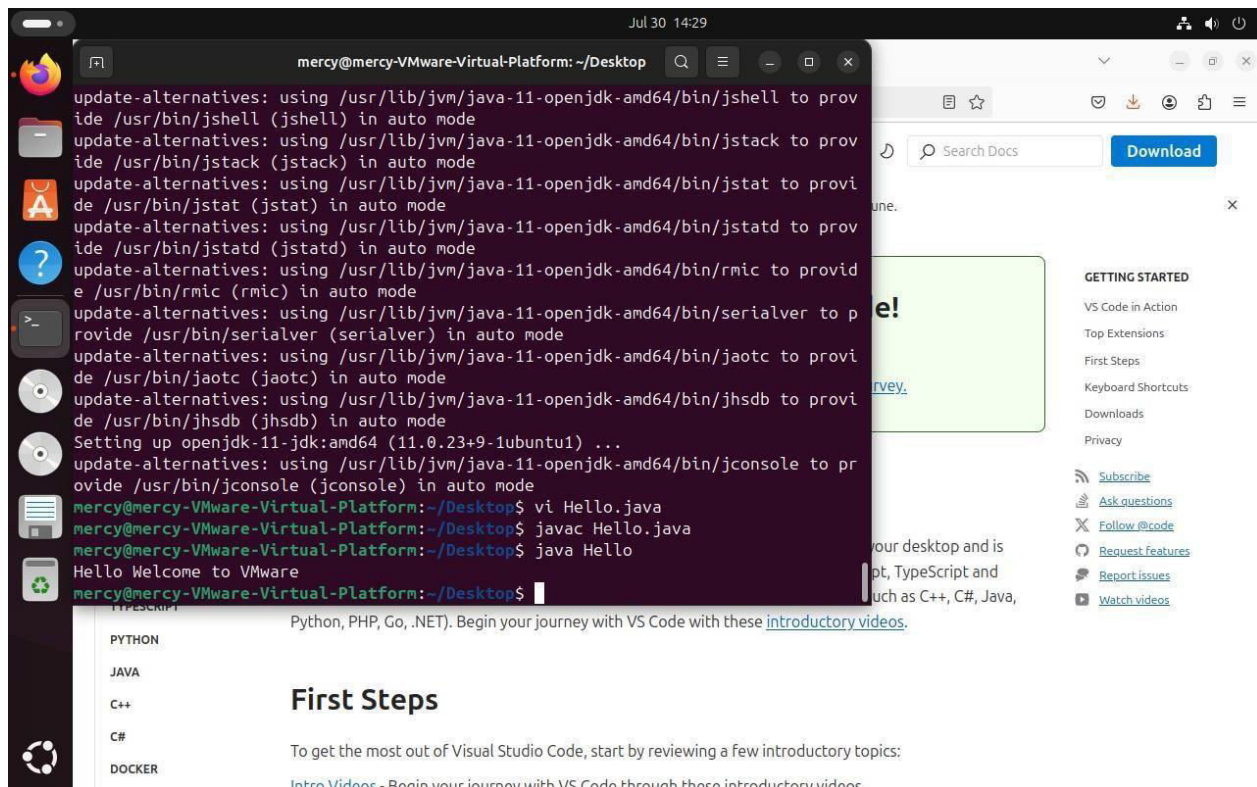 Jul 30 14:29
mercy@mercy-VMware-Virtual-Platform: ~/Desktop
update-alternatives: using /usr/lib/jvm/java-11-openjdk-amd64/bin/jshell to prov
ide /usr/bin/jshell (jshell) in auto mode
update-alternatives: using /usr/lib/jvm/java-11-openjdk-amd64/bin/jstack to prov
ide /usr/bin/jstack (jstack) in auto mode
update-alternatives: using /usr/lib/jvm/java-11-openjdk-amd64/bin/jstat to provi
de /usr/bin/jstat (jstat) in auto mode
update-alternatives: using /usr/lib/jvm/java-11-openjdk-amd64/bin/jstatd to prov
ide /usr/bin/jstatd (jstatd) in auto mode
update-alternatives: using /usr/lib/jvm/java-11-openjdk-amd64/bin/rmic to provid
e /usr/bin/rmic (rmic) in auto mode
update-alternatives: using /usr/lib/jvm/java-11-openjdk-amd64/bin/serialver to p
rovide /usr/bin/serialver (serialver) in auto mode
update-alternatives: using /usr/lib/jvm/java-11-openjdk-amd64/bin/jaotc to provi
de /usr/bin/jaotc (jaotc) in auto mode
update-alternatives: using /usr/lib/jvm/java-11-openjdk-amd64/bin/jhsdb to provi
de /usr/bin/jhsdb (jhsdb) in auto mode
Setting up openjdk-11-jdk:amd64 (11.0.23+9-1ubuntu1) ...
update-alternatives: using /usr/lib/jvm/java-11-openjdk-amd64/bin/jconsole to pr
ovide /usr/bin/jconsole (jconsole) in auto mode
mercy@mercy-VMware-Virtual-Platform:~/Desktop$ vi Hello.java
mercy@mercy-VMware-Virtual-Platform:~/Desktop$ javac Hello.java
mercy@mercy-VMware-Virtual-Platform:~/Desktop$ java Hello
Hello Welcome to VMware
mercy@mercy-VMware-Virtual-Platform:~/Desktop$
Search Docs
Download
une.
e!
rvey.
your desktop and is
pt, TypeScript and
uch as C++, C#, Java,
Python, PHP, Go, .NET). Begin your journey with VS Code with these introductory videos.
First Steps
To get the most out of Visual Studio Code, start by reviewing a few introductory topics:
Intro Videos - Begin your journey with VS Code through these introductory videos.
TYPESCRIPT
PYTHON
JAVA
C++
C#
DOCKER
GETTING STARTED
VS Code in Action
Top Extensions
First Steps
Keyboard Shortcuts
Downloads
Privacy
Subscribe
Ask questions
Follow @code
Request features
Report issues
Watch videos